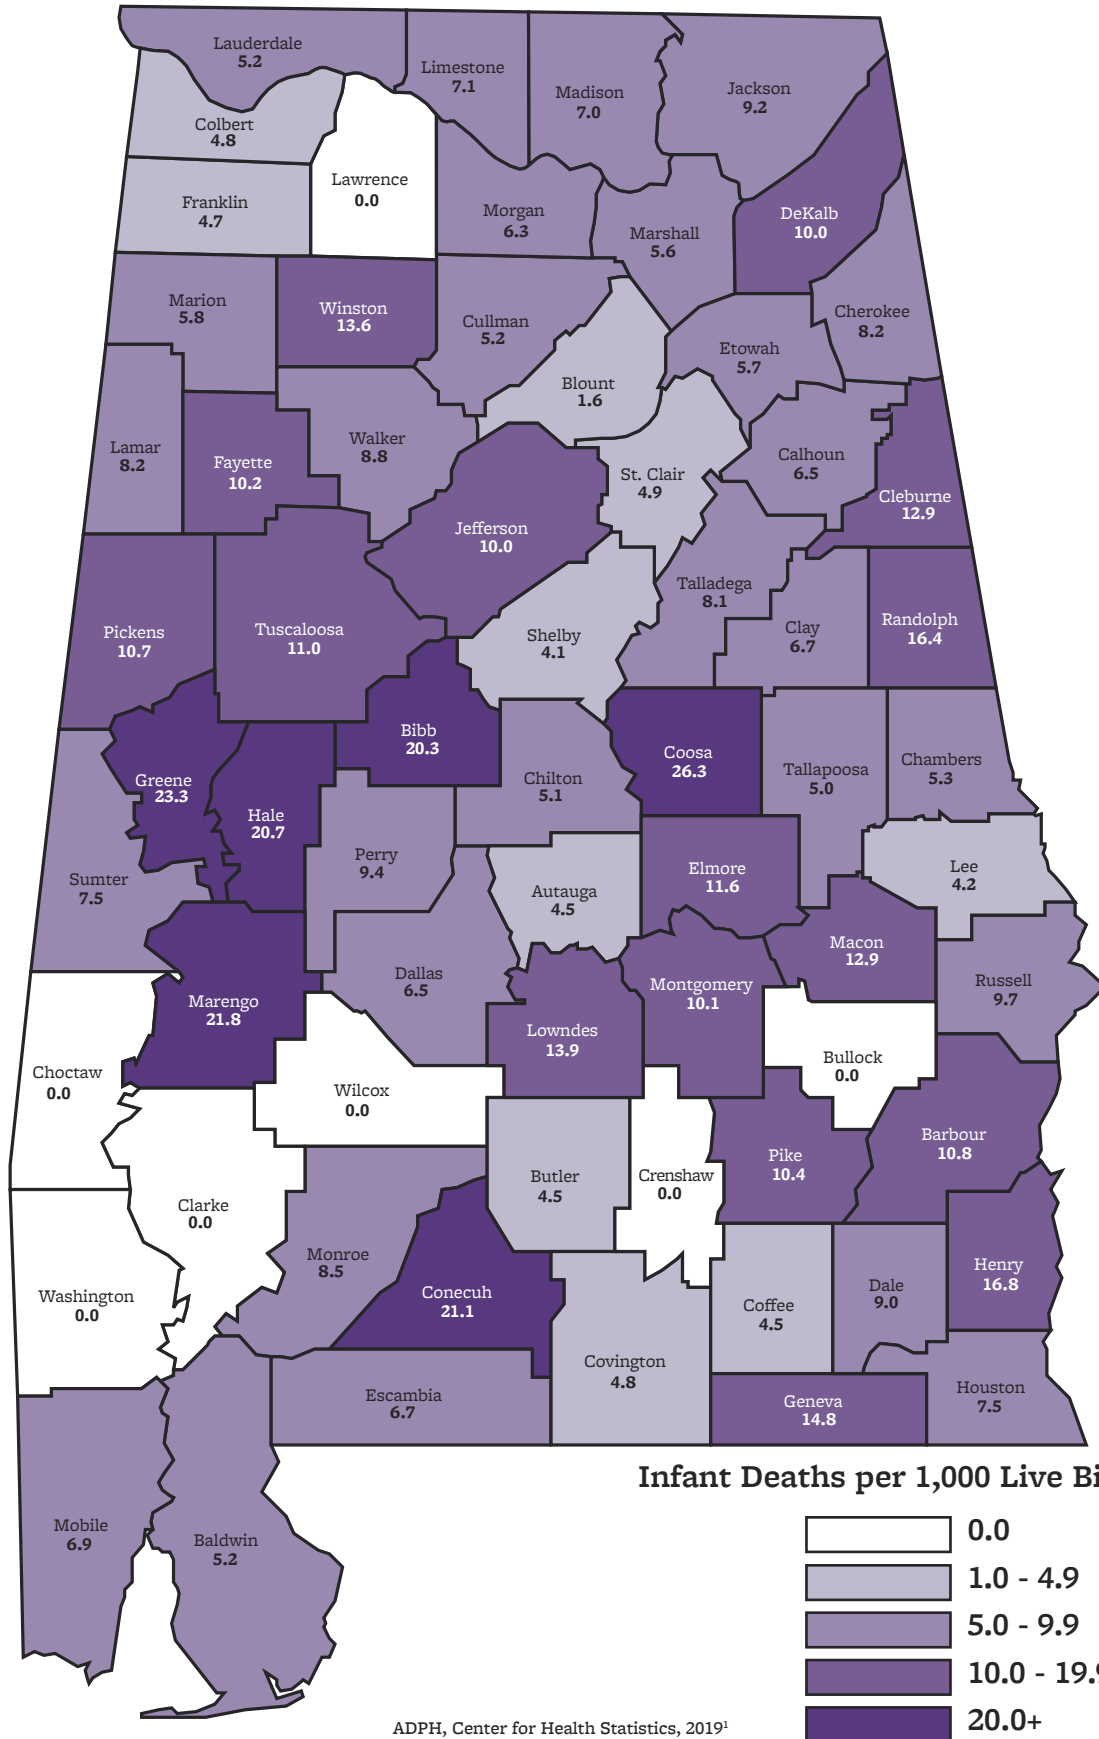 Lauderdale
5.2
Limestone
7.1
Madison
7.0
Jackson
9.2
Colbert
4.8
Lawrence
0.0
Franklin
4.7
Morgan
6.3
Marshall
5.6
DeKalb
10.0
Marion
5.8
Winston
13.6
Cullman
5.2
Cherokee
8.2
Etowah
5.7
Blount
1.6
Lamar
8.2
Fayette
10.2
Walker
8.8
St. Clair
4.9
Calhoun
6.5
Cleburne
12.9
Jefferson
10.0
Talladega
8.1
Pickens
10.7
Tuscaloosa
11.0
Shelby
4.1
Clay
6.7
Randolph
16.4
Bibb
20.3
Coosa
26.3
Greene
23.3
Hale
20.7
Chilton
5.1
Tallapoosa
5.0
Chambers
5.3
Sumter
7.5
Perry
9.4
Autauga
4.5
Elmore
11.6
Lee
4.2
Macon
12.9
Dallas
6.5
Montgomery
10.1
Russell
9.7
Marengo
21.8
Lowndes
13.9
Bullock
0.0
Choctaw
0.0
Wilcox
0.0
Barbour
10.8
Pike
10.4
Butler
4.5
Crenshaw
0.0
Clarke
0.0
Monroe
8.5
Henry
16.8
Washington
0.0
Conecuh
21.1
Coffee
4.5
Dale
9.0
Covington
4.8
Escambia
6.7
Geneva
14.8
Houston
7.5
Mobile
6.9
Baldwin
5.2
Infant Deaths per 1,000 Live Bi
0.0
1.0 - 4.9
5.0 - 9.9
10.0 - 19.9
20.0+
ADPH, Center for Health Statistics, 2019¹